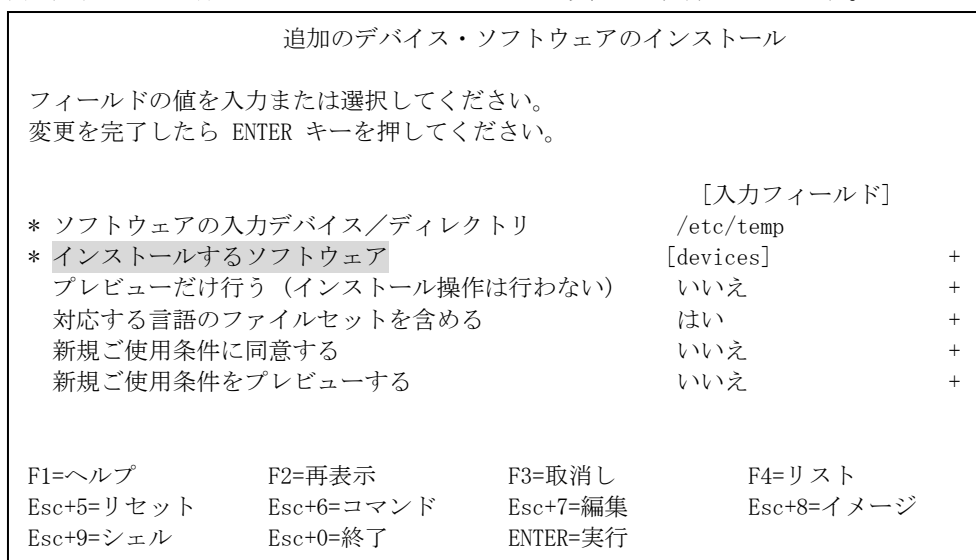 追加のデバイス・ソフトウェアのインストール
フィールドの値を入力または選択してください。
変更を完了したら ENTER キーを押してください。
[入力フィールド]
* ソフトウェアの入力デバイス／ディレクトリ /etc/temp
* インストールするソフトウェア [devices] +
プレビューだけ行う（インストール操作は行わない） いいえ +
対応する言語のファイルセットを含める はい +
新規ご使用条件に同意する いいえ +
新規ご使用条件をプレビューする いいえ +
F1=ヘルプ F2=再表示 F3=取消し F4=リスト
Esc+5=リセット Esc+6=コマンド Esc+7=編集 Esc+8=イメージ
Esc+9=シェル Esc+0=終了 ENTER=実行